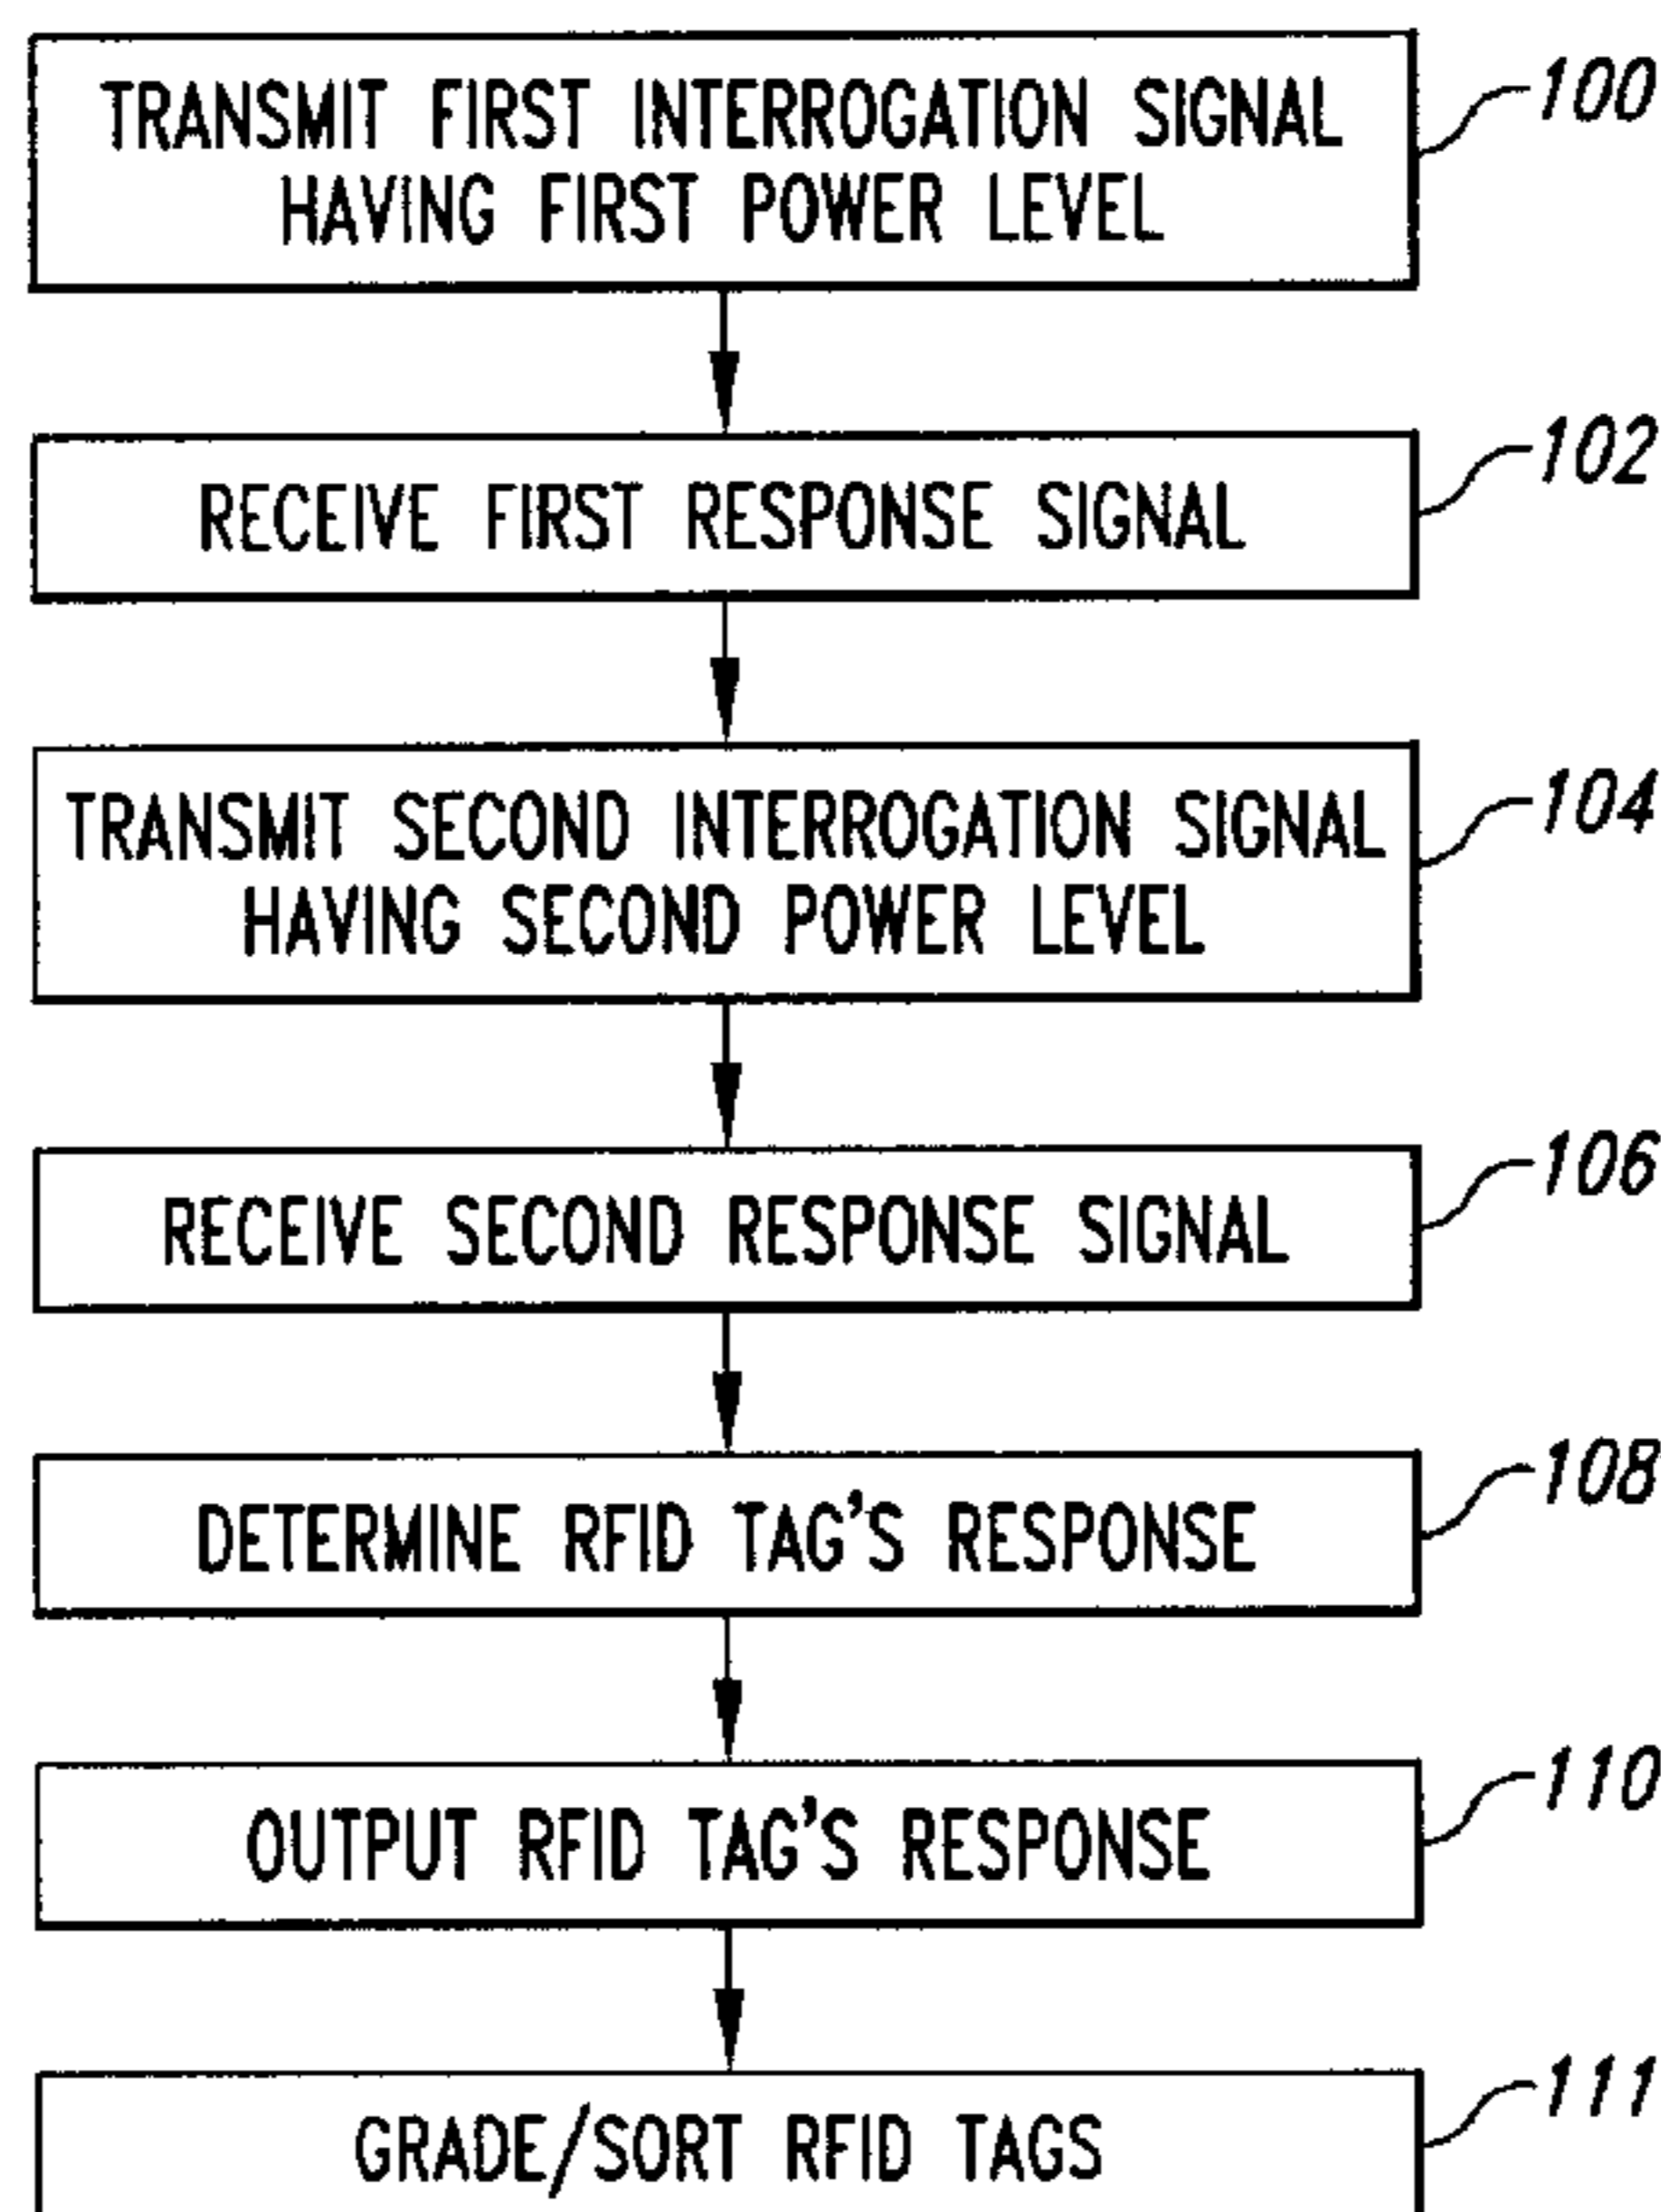 TRANSMIT FIRST INTERROGATION SIGNAL
HAVING FIRST POWER LEVEL
100
RECEIVE FIRST RESPONSE SIGNAL
102
TRANSMIT SECOND INTERROGATION SIGNAL
HAVING SECOND POWER LEVEL
104
RECEIVE SECOND RESPONSE SIGNAL
106
DETERMINE RFID TAG'S RESPONSE
108
OUTPUT RFID TAG'S RESPONSE
110
GRADE/SORT RFID TAGS
111